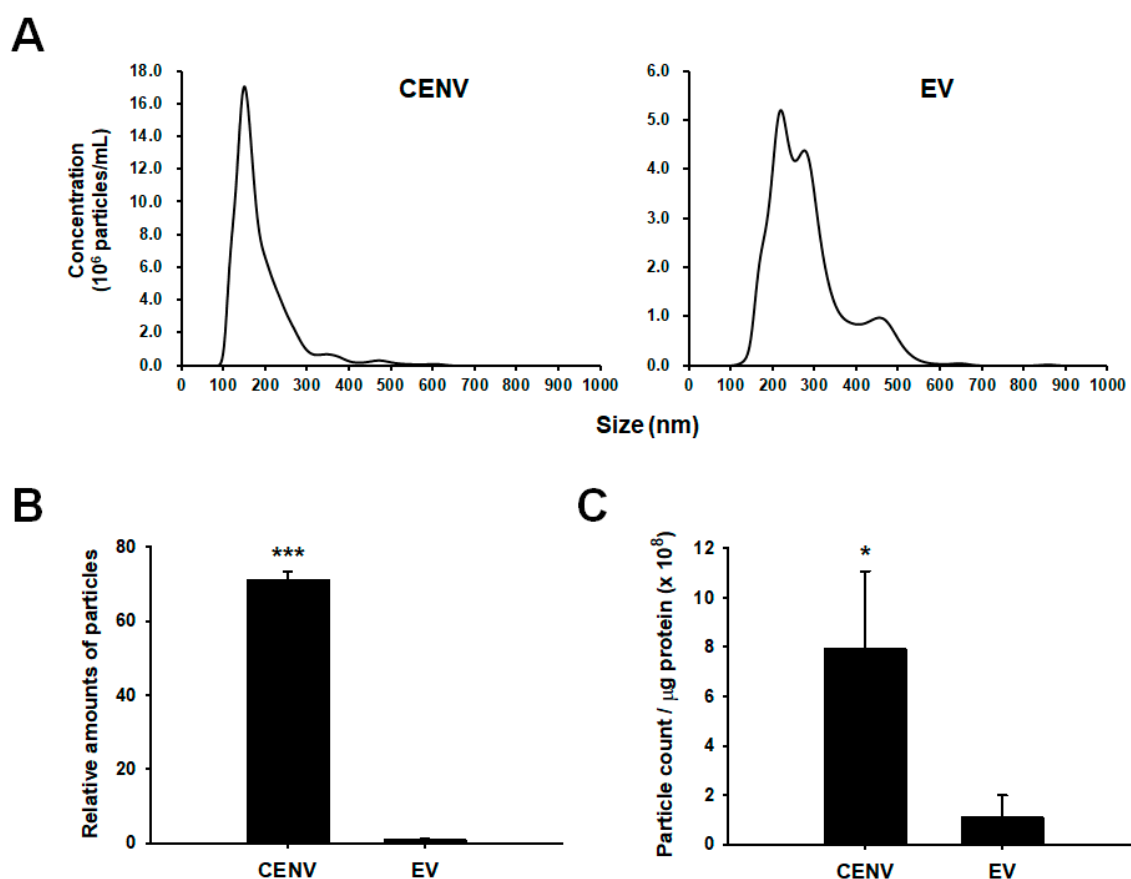 A
CENV
EV
Concentration
(10⁶ particles/mL)
18.0
16.0
14.0
12.0
10.0
8.0
6.0
4.0
2.0
0.0
0 100 200 300 400 500 600 700 800 900 1000
6.0
5.0
4.0
3.0
2.0
1.0
0.0
0 100 200 300 400 500 600 700 800 900 1000
Size (nm)
B
Relative amounts of particles
80
60
40
20
0
***
CENV EV
C
Particle count / μg protein (x 10⁸)
12
10
8
6
4
2
0
*
CENV EV